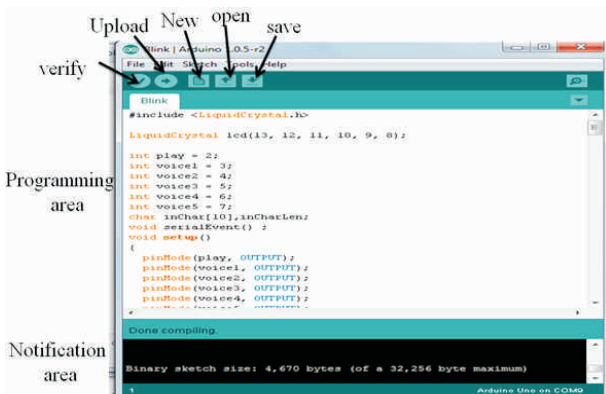 Upload New open save
verify
Blink | Arduino 1.0.5-r2
File Edit Sketch Tools Help
Blink
#include <LiquidCrystal.h>
LiquidCrystal lcd(13, 12, 11, 10, 9, 8);
int play = 2;
int voice1 = 3;
int voice2 = 4;
int voice3 = 5;
int voice4 = 6;
int voice5 = 7;
char inChar[10],inCharLen;
void serialEvent() ;
void setup()
{
pinMode(play, OUTPUT);
pinMode(voice1, OUTPUT);
pinMode(voice2, OUTPUT);
pinMode(voice3, OUTPUT);
pinMode(voice4, OUTPUT);
Programming
area
Done compiling.
Notification
area
Binary sketch size: 4,670 bytes (of a 32,256 byte maximum)
1 Arduino Uno on COM9